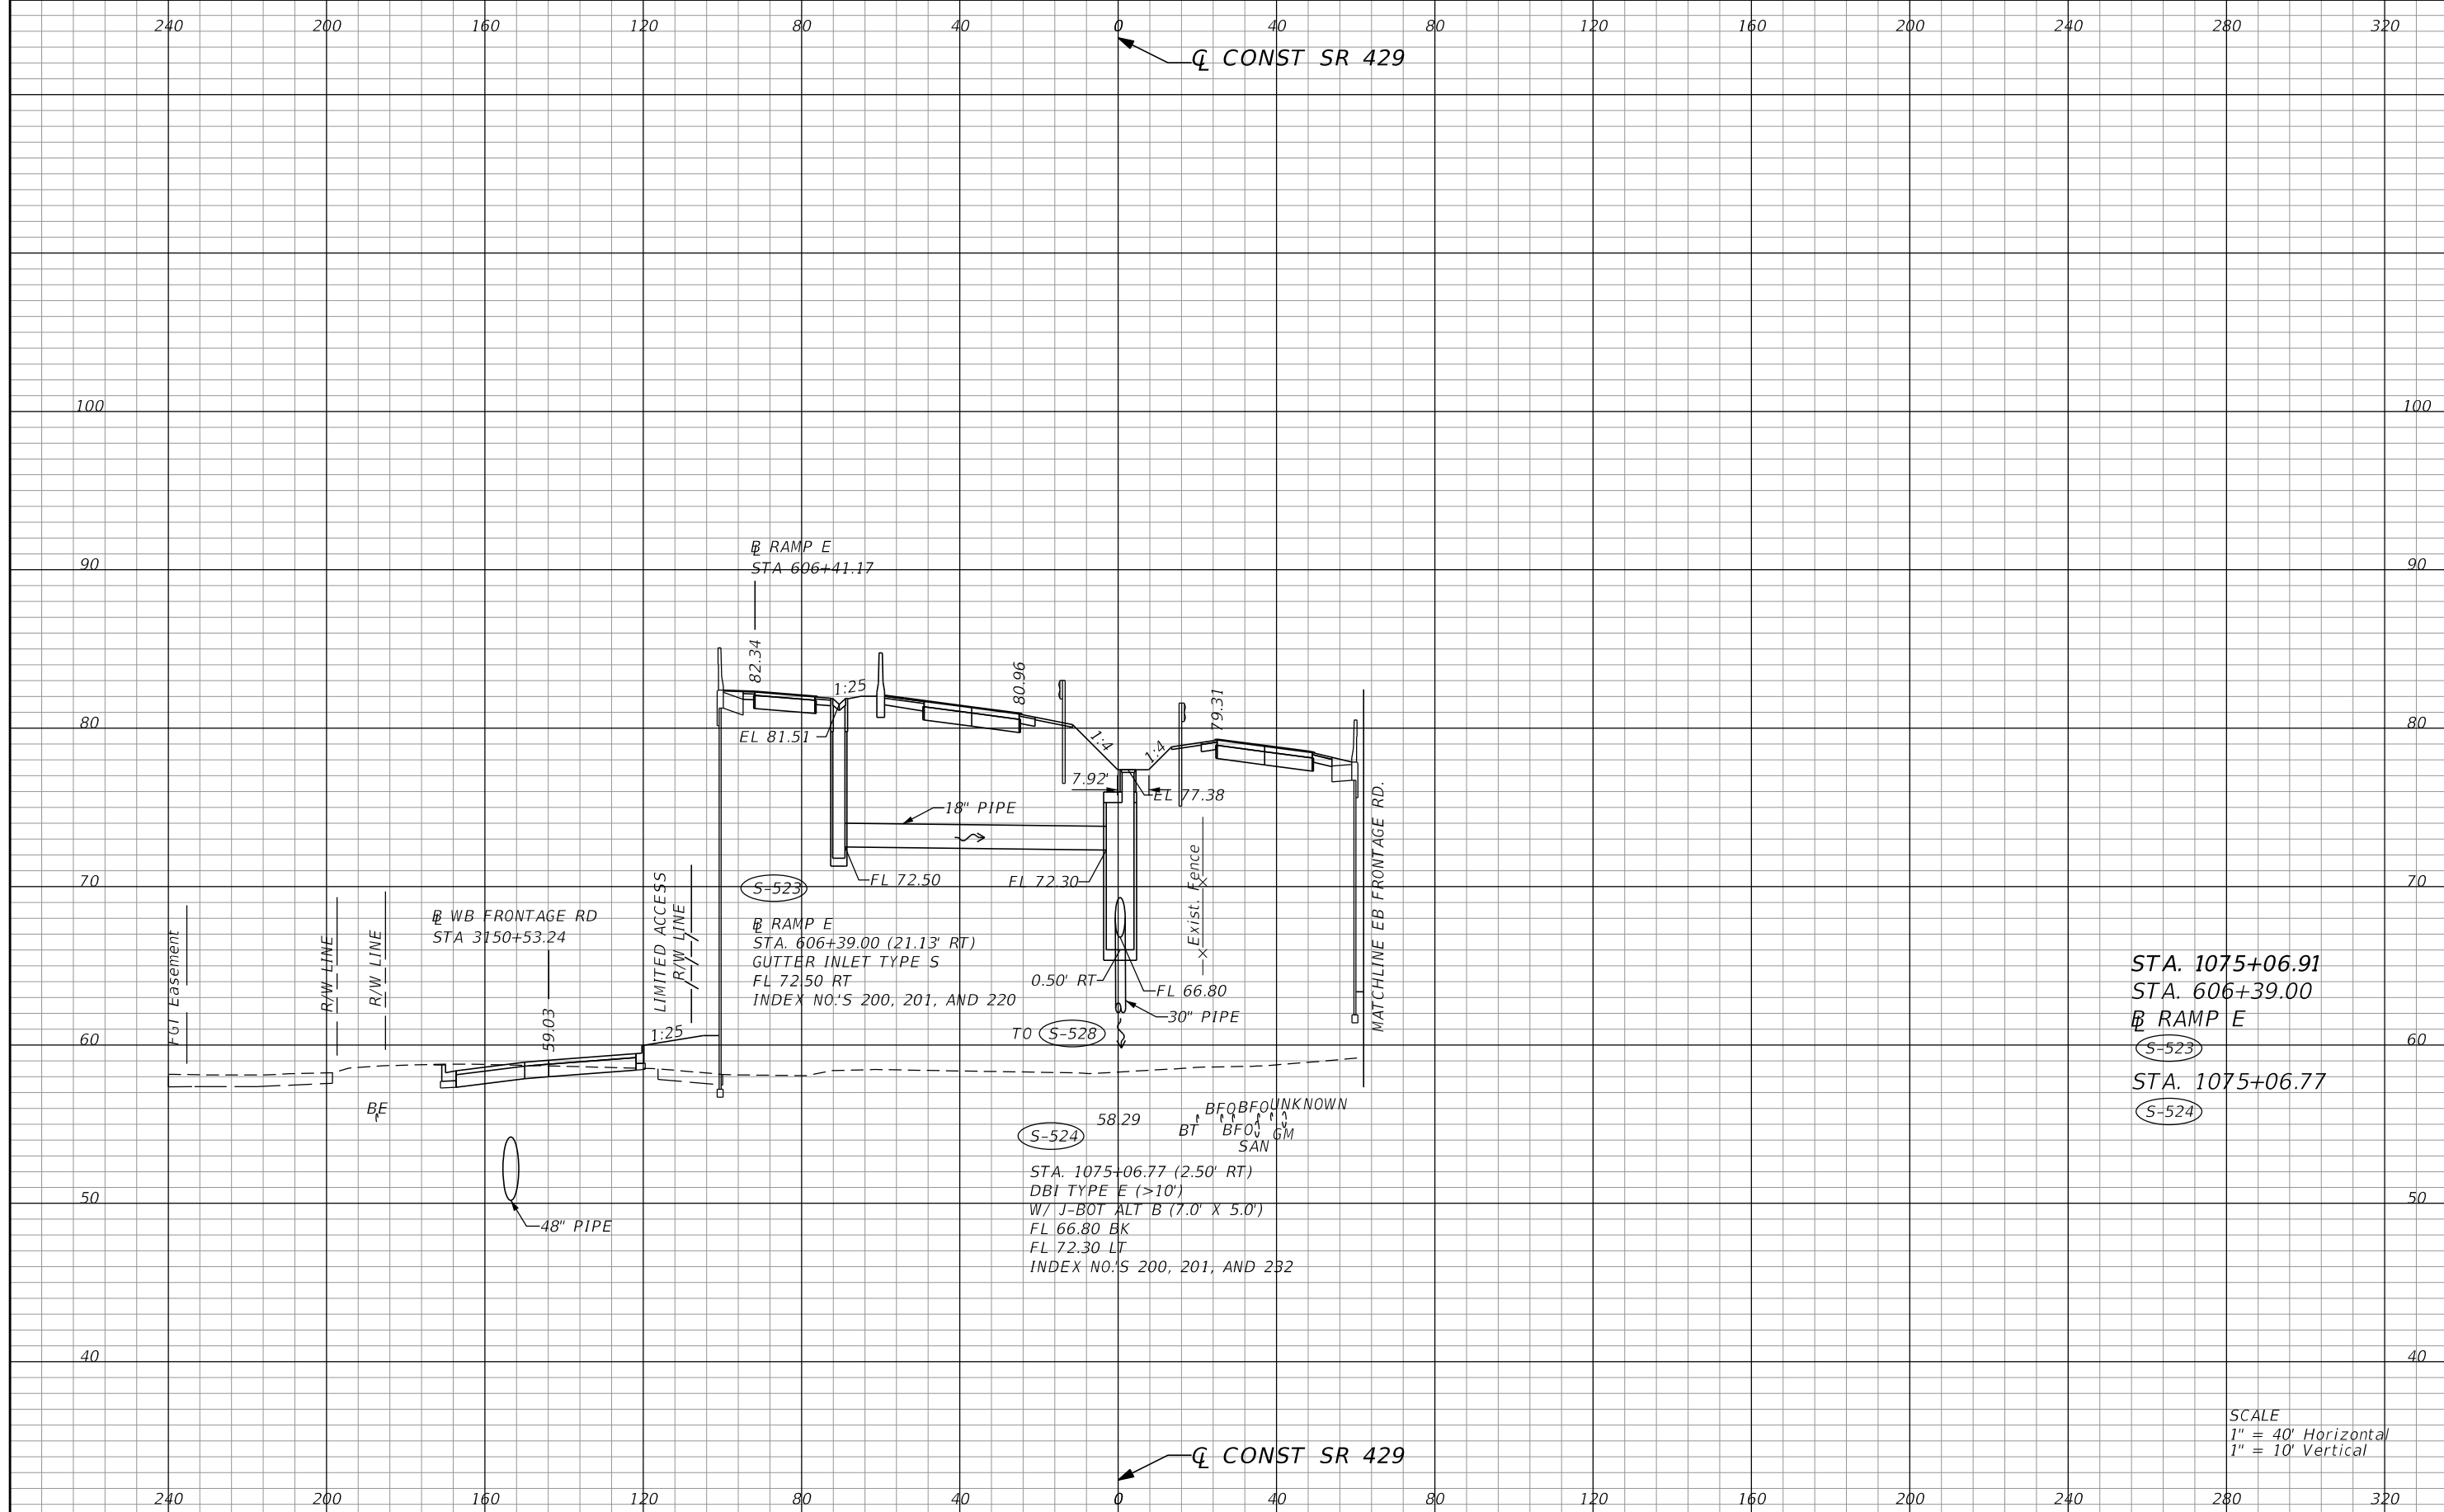 240 200 160 120 80 40 0 40 80 120 160 200 240 280 320
℄ CONST SR 429
100 100
90 90
80 80
70 70
60 60
50 50
40 40
B̲L RAMP E
STA 606+41.17
82.34
1:25
80.96
79.31
EL 81.51
1:4
1:4
7.92'
EL 77.38
18" PIPE
FL 72.50
FL 72.30
S-523
BL RAMP E
STA. 606+39.00 (21.13' RT)
GUTTER INLET TYPE S
FL 72.50 RT
INDEX NO.'S 200, 201, AND 220
Exist. Fence
MATCHLINE EB FRONTAGE RD.
0.50' RT
FL 66.80
30" PIPE
TO S-528
FGT Easement
R/W LINE
R/W LINE
BL WB FRONTAGE RD
STA 3150+53.24
59.03
LIMITED ACCESS
R/W LINE
1:25
BE
48" PIPE
58.29
BT
BFO
BFO
BFO
UNKNOWN
SAN
GM
S-524
STA. 1075+06.77 (2.50' RT)
DBI TYPE E (>10')
W/ J-BOT ALT B (7.0' X 5.0')
FL 66.80 BK
FL 72.30 LT
INDEX NO.'S 200, 201, AND 232
STA. 1075+06.91
STA. 606+39.00
BL RAMP E
S-523
STA. 1075+06.77
S-524
SCALE
1" = 40' Horizontal
1" = 10' Vertical
℄ CONST SR 429
240 200 160 120 80 40 0 40 80 120 160 200 240 280 320